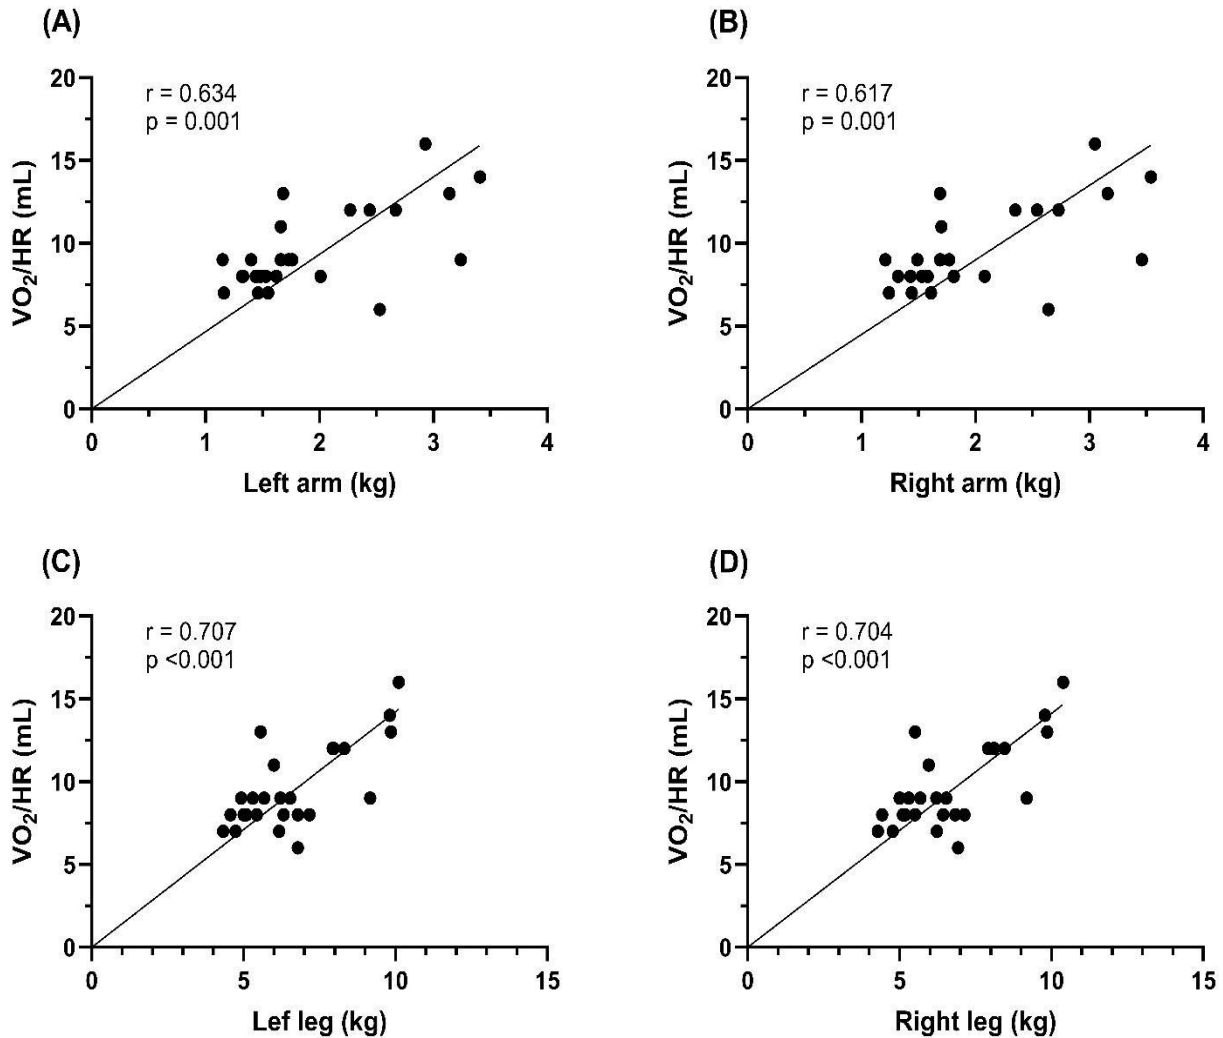 (A)
r = 0.634
p = 0.001
20
15
10
5
0
VO₂/HR (mL)
0 1 2 3 4
Left arm (kg)
(B)
r = 0.617
p = 0.001
20
15
10
5
0
VO₂/HR (mL)
0 1 2 3 4
Right arm (kg)
(C)
r = 0.707
p <0.001
20
15
10
5
0
VO₂/HR (mL)
0 5 10 15
Lef leg (kg)
(D)
r = 0.704
p <0.001
20
15
10
5
0
VO₂/HR (mL)
0 5 10 15
Right leg (kg)